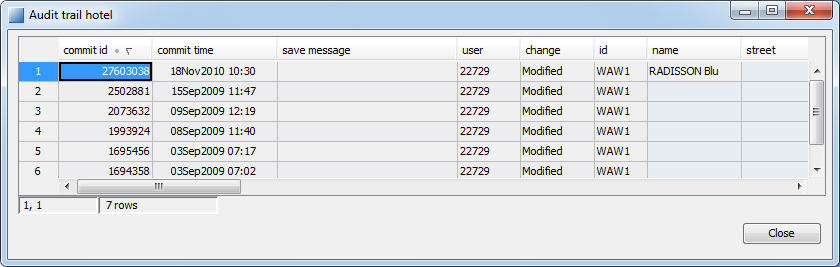 Audit trail hotel
commit id commit time save message user change id name street
1 27603038 18Nov2010 10:30 22729 Modified WAW1 RADISSON Blu
2 2502881 15Sep2009 11:47 22729 Modified WAW1
3 2073632 09Sep2009 12:19 22729 Modified WAW1
4 1993924 08Sep2009 11:40 22729 Modified WAW1
5 1695456 03Sep2009 07:17 22729 Modified WAW1
6 1694358 03Sep2009 07:02 22729 Modified WAW1
1, 1 7 rows
Close